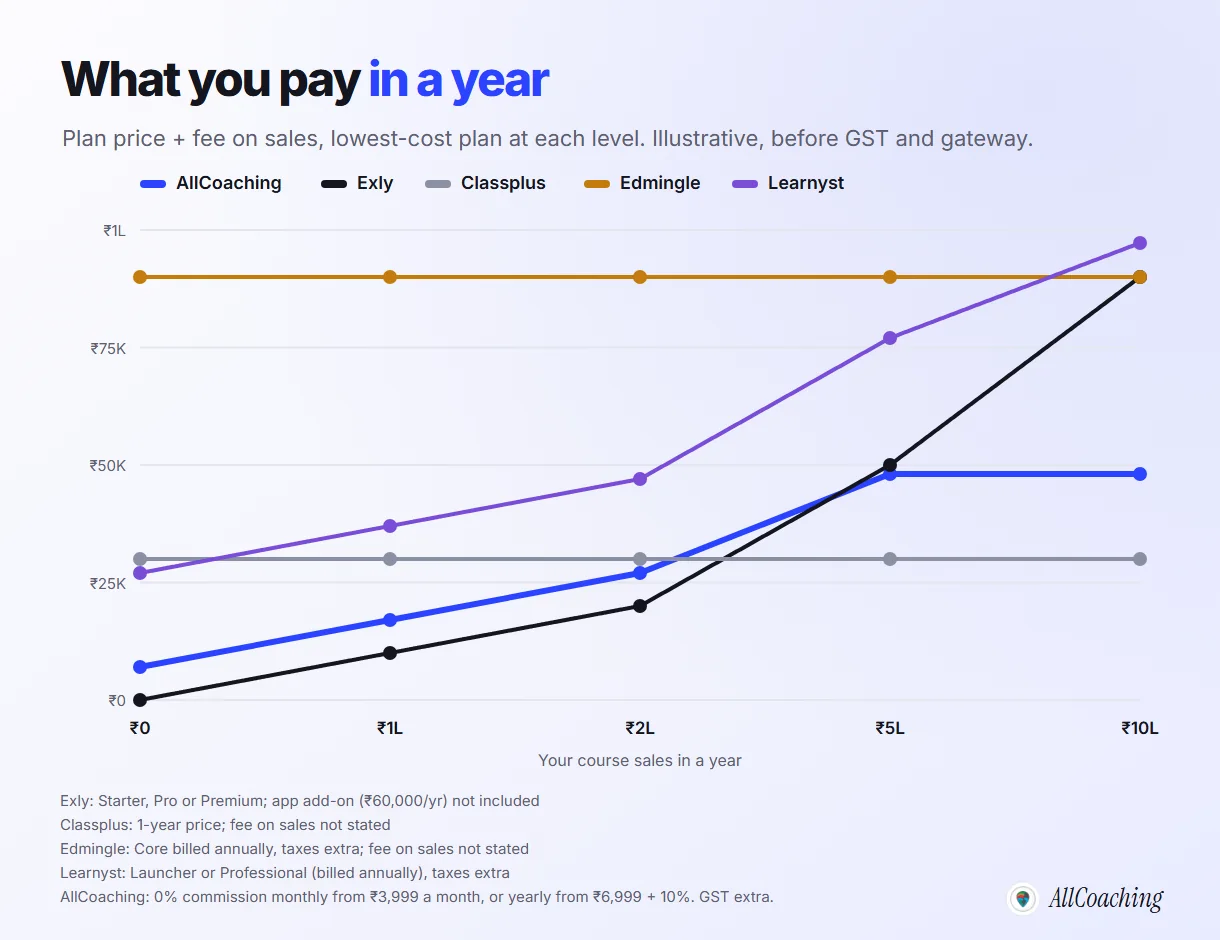 What you pay in a year
Plan price + fee on sales, lowest-cost plan at each level. Illustrative, before GST and gateway.
AllCoaching Exly Classplus Edmingle Learnyst
₹1L
₹75K
₹50K
₹25K
₹0
₹0 ₹1L ₹2L ₹5L ₹10L
Your course sales in a year
Exly: Starter, Pro or Premium; app add-on (₹60,000/yr) not included
Classplus: 1-year price; fee on sales not stated
Edmingle: Core billed annually, taxes extra; fee on sales not stated
Learnyst: Launcher or Professional (billed annually), taxes extra
AllCoaching: 0% commission monthly from ₹3,999 a month, or yearly from ₹6,999 + 10%. GST extra.
AllCoaching